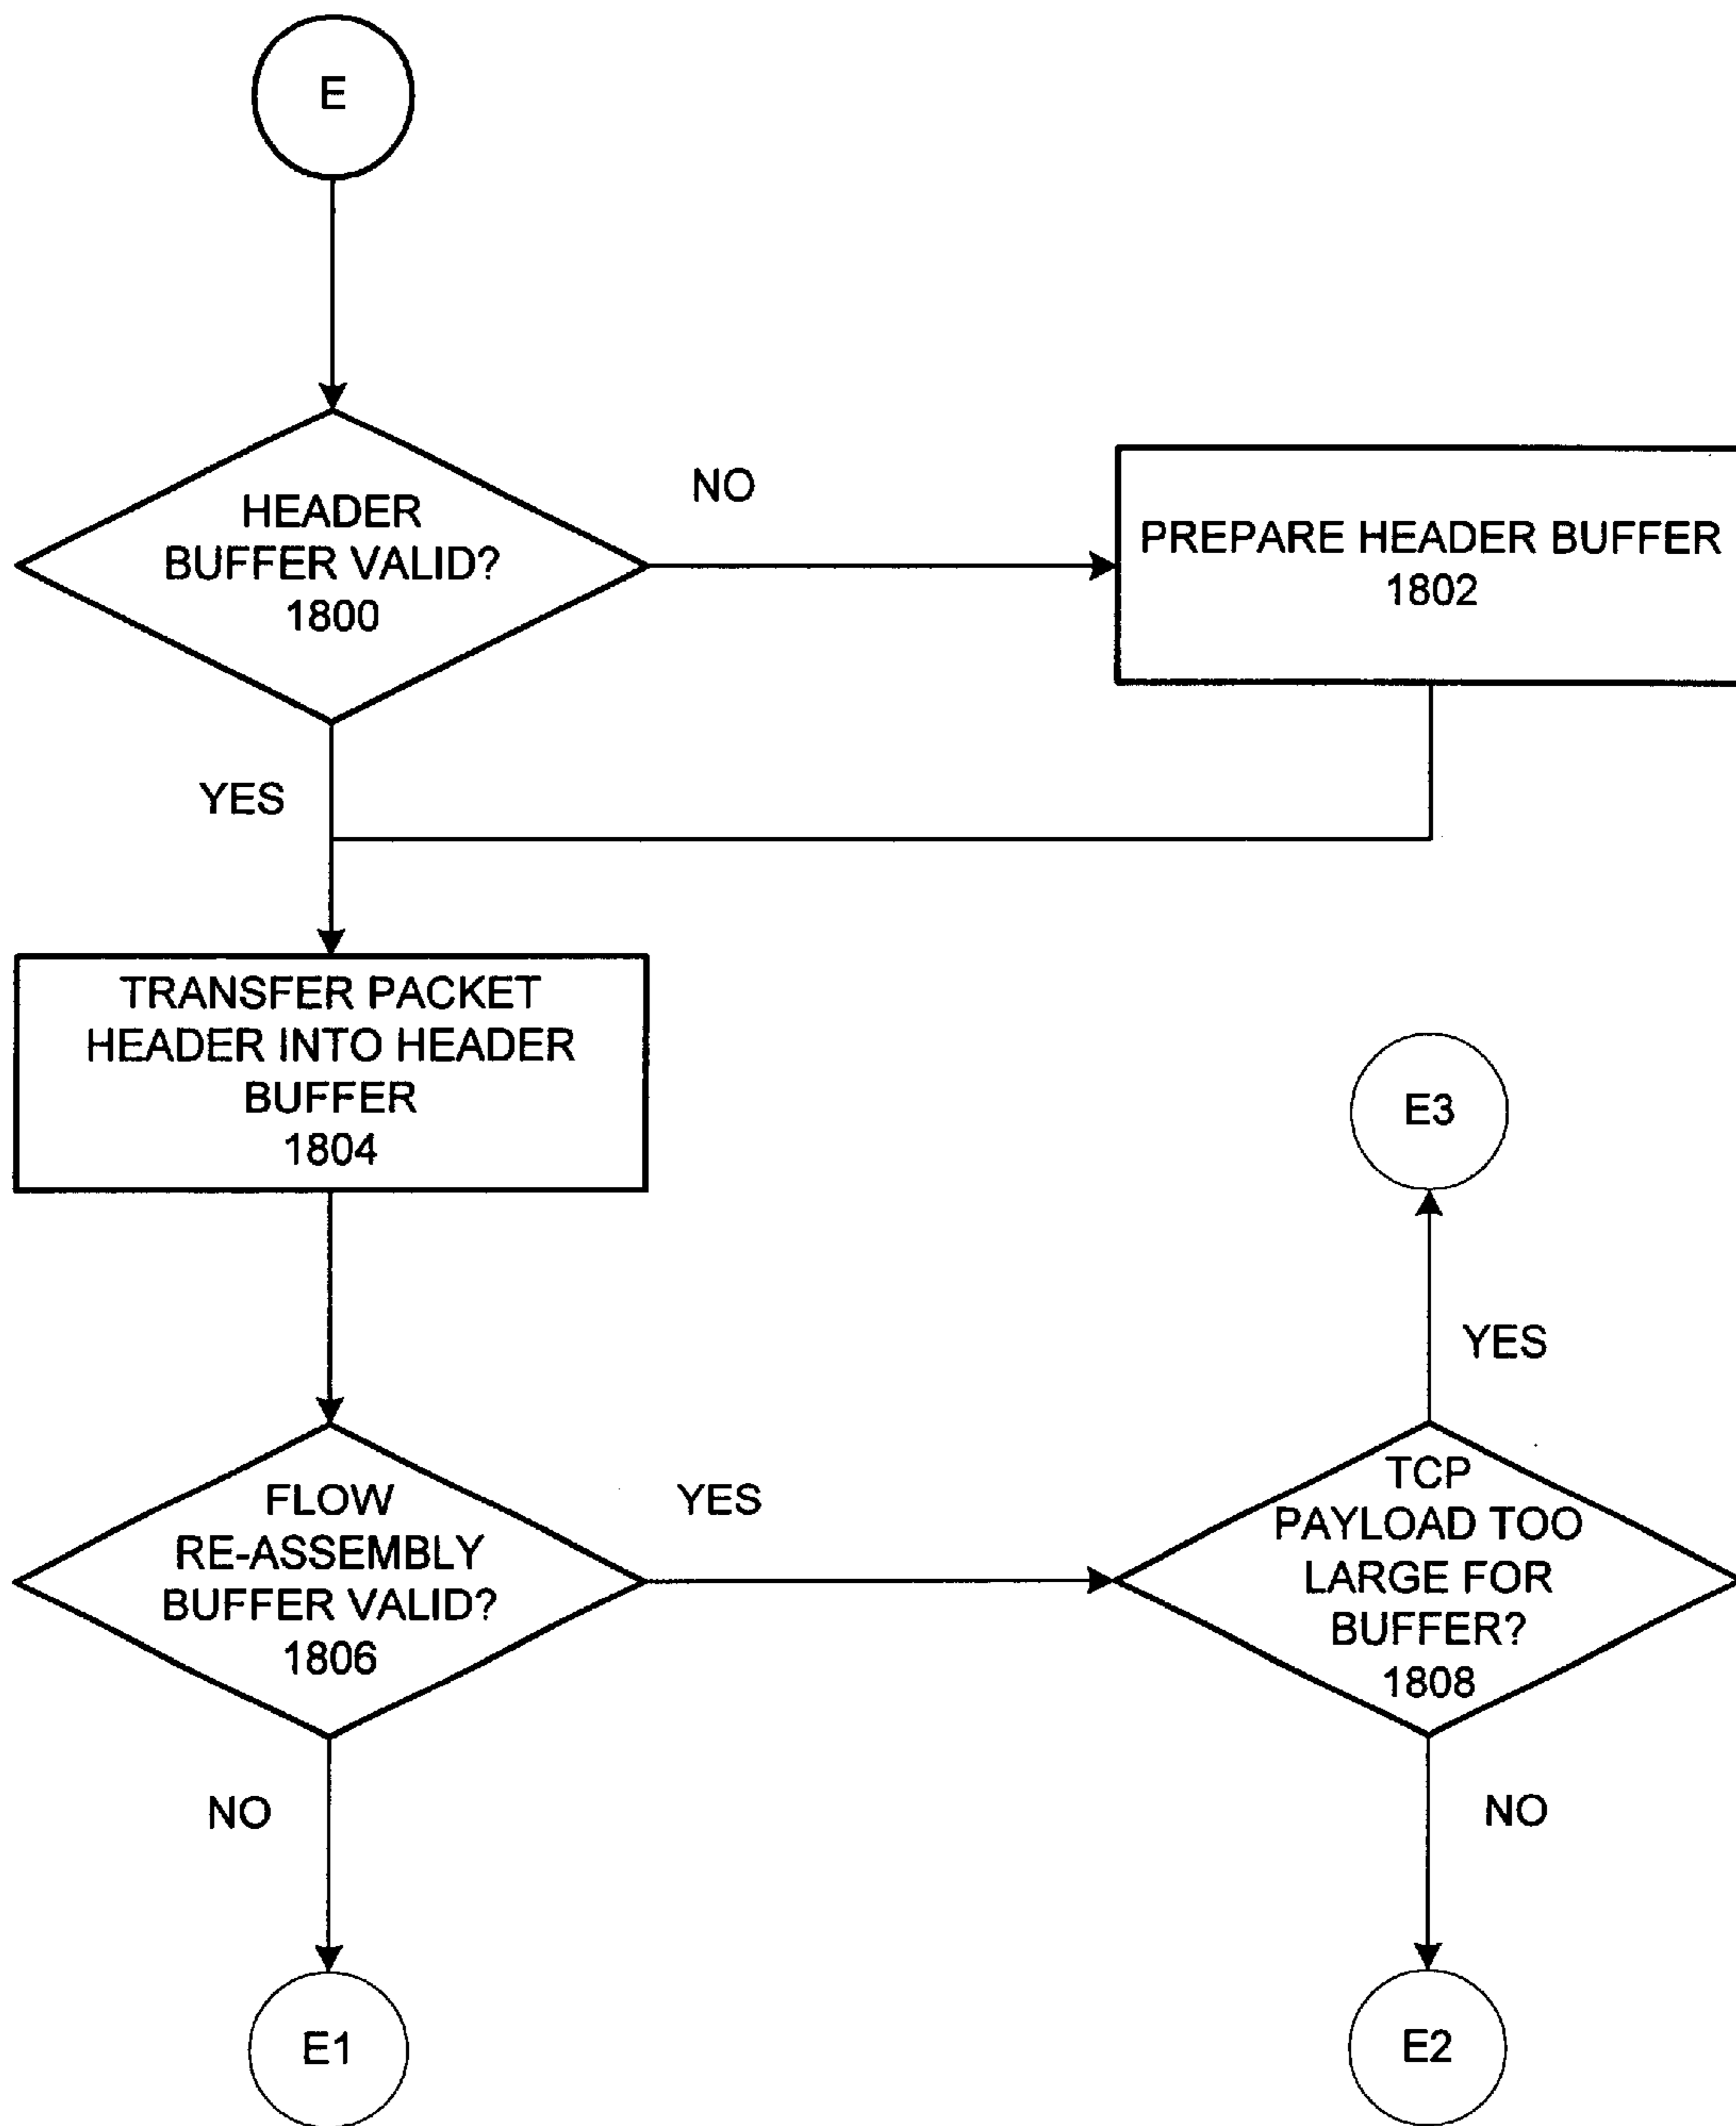 E
HEADER
BUFFER VALID?
1800
NO
PREPARE HEADER BUFFER
1802
YES
TRANSFER PACKET
HEADER INTO HEADER
BUFFER
1804
E3
YES
FLOW
RE-ASSEMBLY
BUFFER VALID?
1806
YES
TCP
PAYLOAD TOO
LARGE FOR
BUFFER?
1808
NO
NO
E1
E2